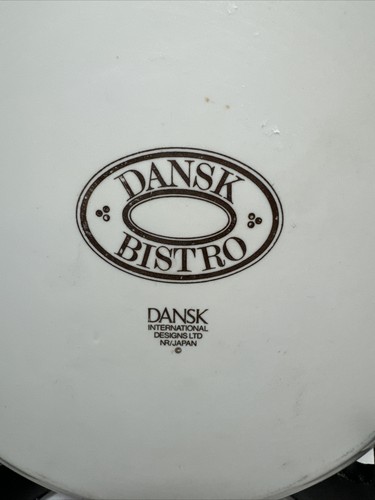 DANSK
BISTRO
DANSK
INTERNATIONAL
DESIGNS LTD
NR/JAPAN
©